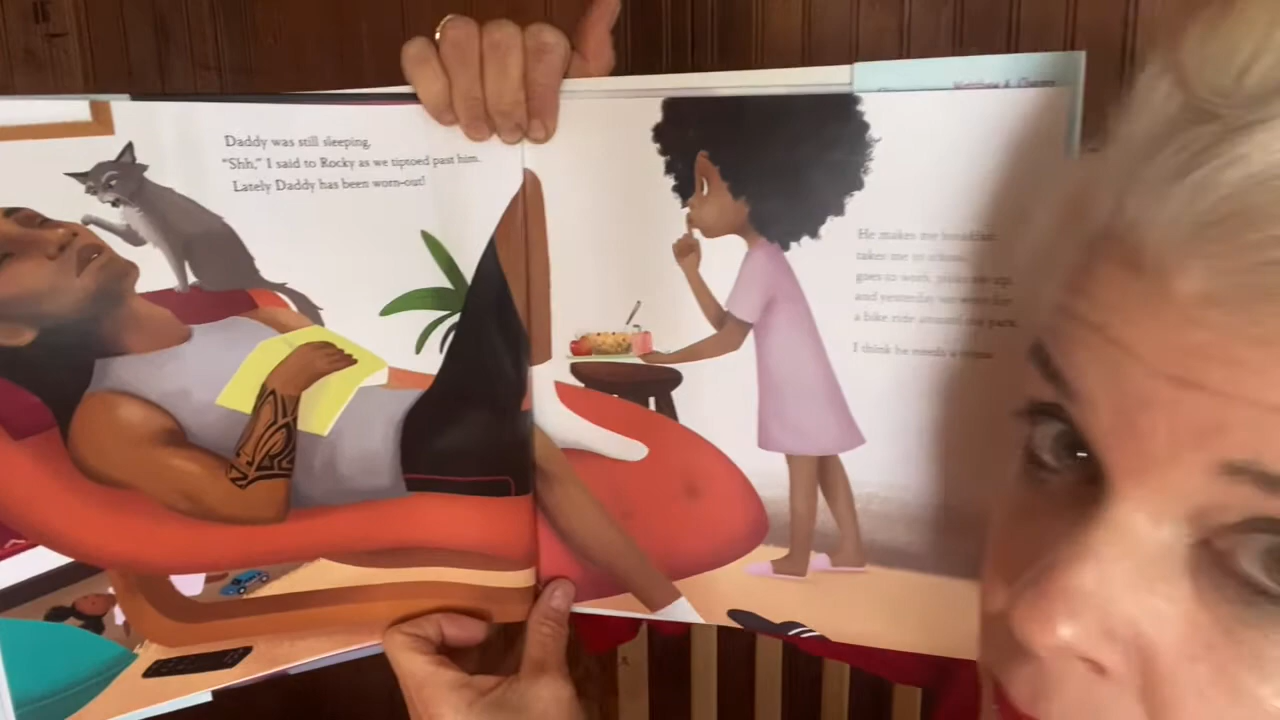 Daddy was still sleeping.
"Shh," I said to Rocky as we tiptoed past him.
Lately Daddy has been worn-out!
He makes me breakfast,
takes me to school,
goes to work, picks me up,
and yesterday we went for
a bike ride around the park.
I think he needs a
Matthew A. Cherry